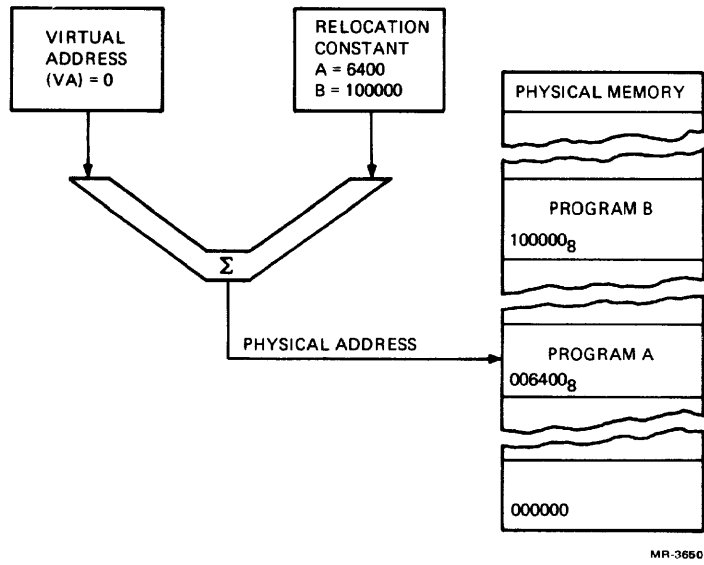 VIRTUAL
ADDRESS
(VA) = 0
RELOCATION
CONSTANT
A = 6400
B = 100000
PHYSICAL MEMORY
PROGRAM B
100000₈
Σ
PHYSICAL ADDRESS
PROGRAM A
006400₈
000000
MR-3650